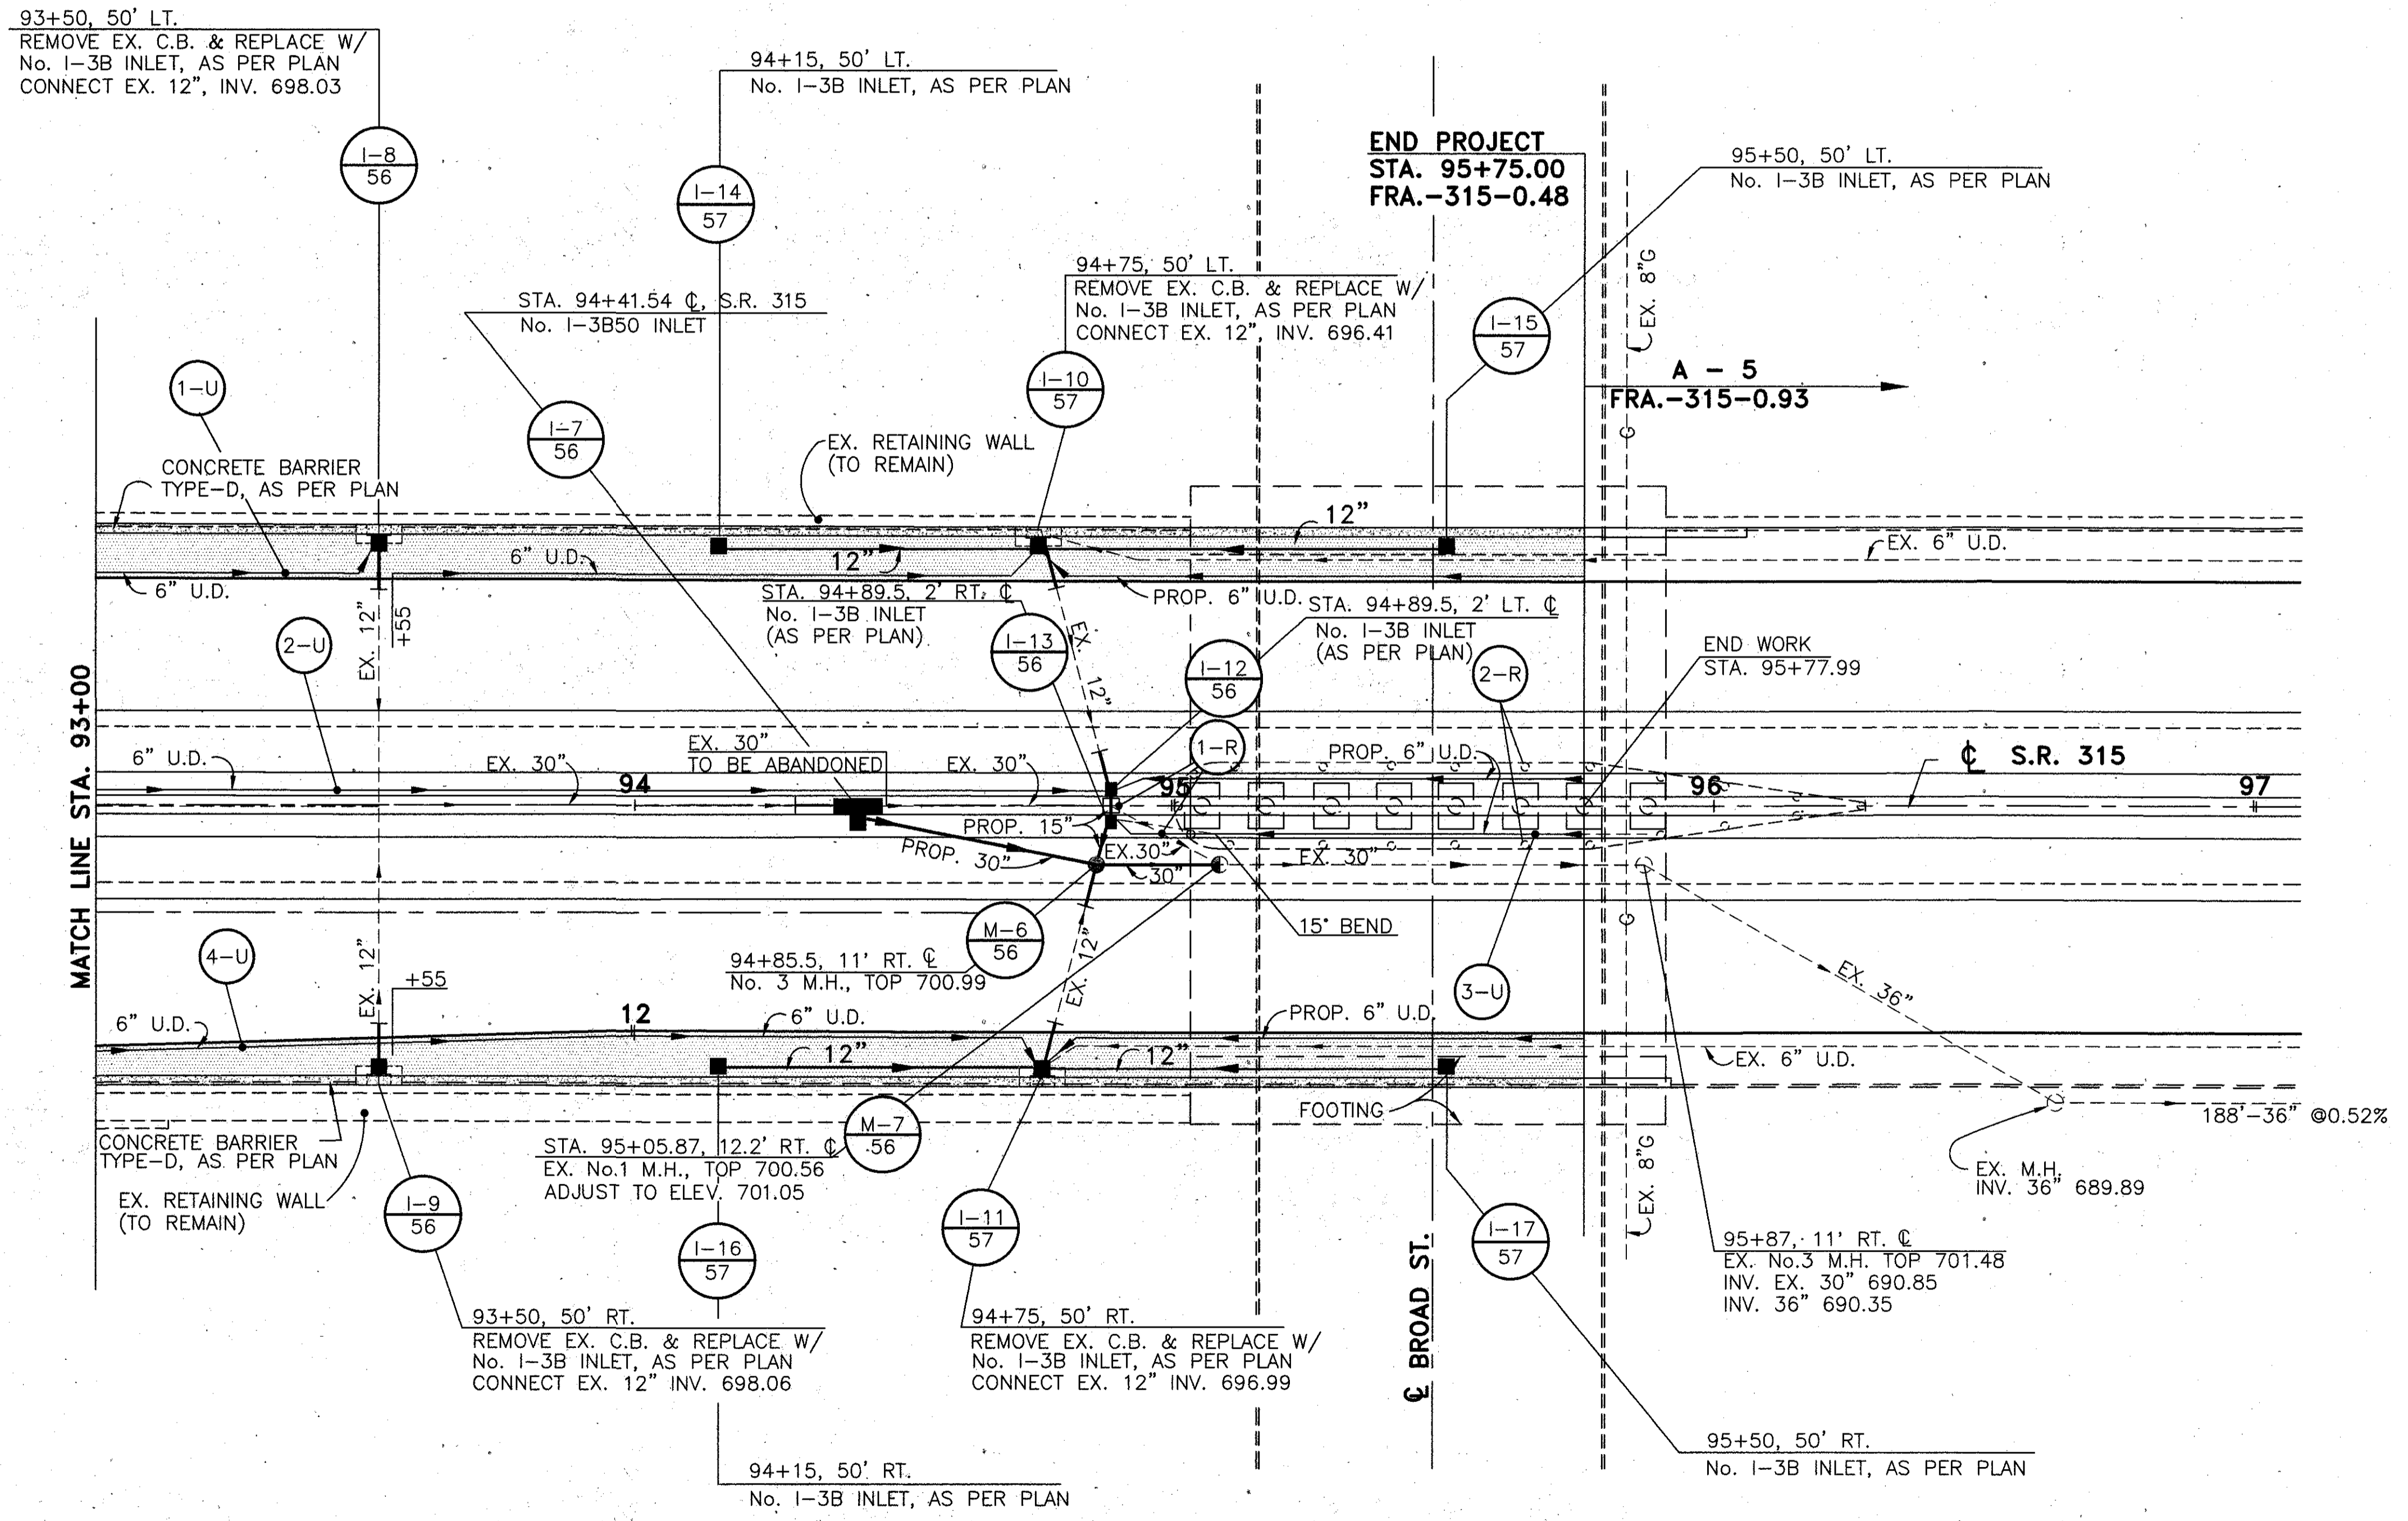 93+50, 50' LT.
REMOVE EX. C.B. & REPLACE W/
No. I-3B INLET, AS PER PLAN
CONNECT EX. 12", INV. 698.03
94+15, 50' LT.
No. I-3B INLET, AS PER PLAN
I-8
56
I-14
57
END PROJECT
STA. 95+75.00
FRA.-315-0.48
95+50, 50' LT.
No. I-3B INLET, AS PER PLAN
STA. 94+41.54 ℄, S.R. 315
No. I-3B50 INLET
94+75, 50' LT.
REMOVE EX. C.B. & REPLACE W/
No. I-3B INLET, AS PER PLAN
CONNECT EX. 12", INV. 696.41
EX. 8"G
I-15
57
1-U
I-7
56
I-10
57
A - 5
FRA.-315-0.93
G
EX. RETAINING WALL
(TO REMAIN)
CONCRETE BARRIER
TYPE-D, AS PER PLAN
12"
6" U.D.
12"
EX. 6" U.D.
6" U.D.
EX. 12"
+55
STA. 94+89.5, 2' RT. ℄
No. I-3B INLET
(AS PER PLAN)
PROP. 6" U.D.
STA. 94+89.5, 2' LT. ℄
No. I-3B INLET
(AS PER PLAN)
2-U
EX. 12"
I-13
56
I-12
56
2-R
END WORK
STA. 95+77.99
MATCH LINE STA. 93+00
1-R
6" U.D.
EX. 30"
94
EX. 30"
TO BE ABANDONED
EX. 30"
95
PROP. 6" U.D.
96
℄ S.R. 315
97
PROP. 15"
PROP. 30"
EX.30"
30"
EX. 30"
15° BEND
G
4-U
EX. 12"
+55
M-6
56
94+85.5, 11' RT. ℄
No. 3 M.H., TOP 700.99
EX. 12"
3-U
EX. 36"
6" U.D.
12
6" U.D.
PROP. 6" U.D.
12"
12"
EX. 6" U.D.
FOOTING
188'-36" @0.52%
CONCRETE BARRIER
TYPE-D, AS PER PLAN
EX. RETAINING WALL
(TO REMAIN)
M-7
56
STA. 95+05.87, 12.2' RT. ℄
EX. No.1 M.H., TOP 700.56
ADJUST TO ELEV. 701.05
EX. 8"G
EX. M.H.
INV. 36" 689.89
I-9
56
I-16
57
I-11
57
I-17
57
95+87, 11' RT. ℄
EX. No.3 M.H. TOP 701.48
INV. EX. 30" 690.85
INV. 36" 690.35
℄ BROAD ST.
93+50, 50' RT.
REMOVE EX. C.B. & REPLACE W/
No. I-3B INLET, AS PER PLAN
CONNECT EX. 12" INV. 698.06
94+75, 50' RT.
REMOVE EX. C.B. & REPLACE W/
No. I-3B INLET, AS PER PLAN
CONNECT EX. 12" INV. 696.99
94+15, 50' RT.
No. I-3B INLET, AS PER PLAN
95+50, 50' RT.
No. I-3B INLET, AS PER PLAN